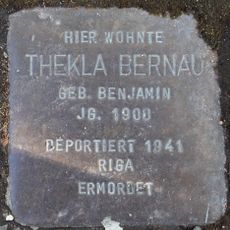 HIER WOHNTE
THEKLA BERNAU
GEB. BENJAMIN
JG. 1900
DEPORTIERT 1941
RIGA
ERMORDET